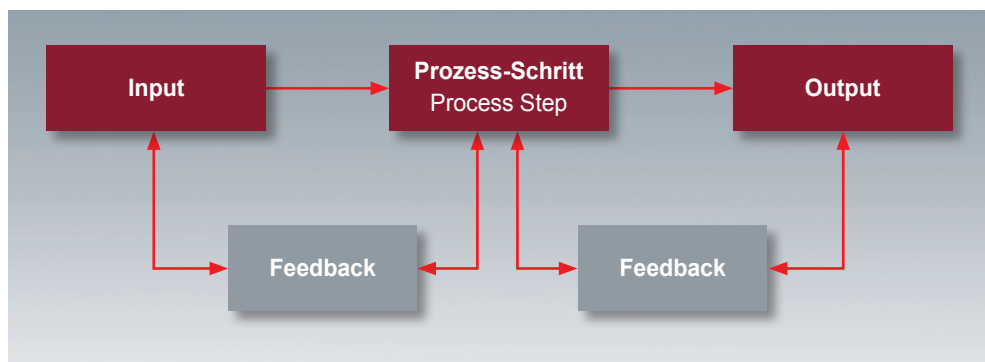 Input
Prozess-Schritt
Process Step
Output
Feedback
Feedback